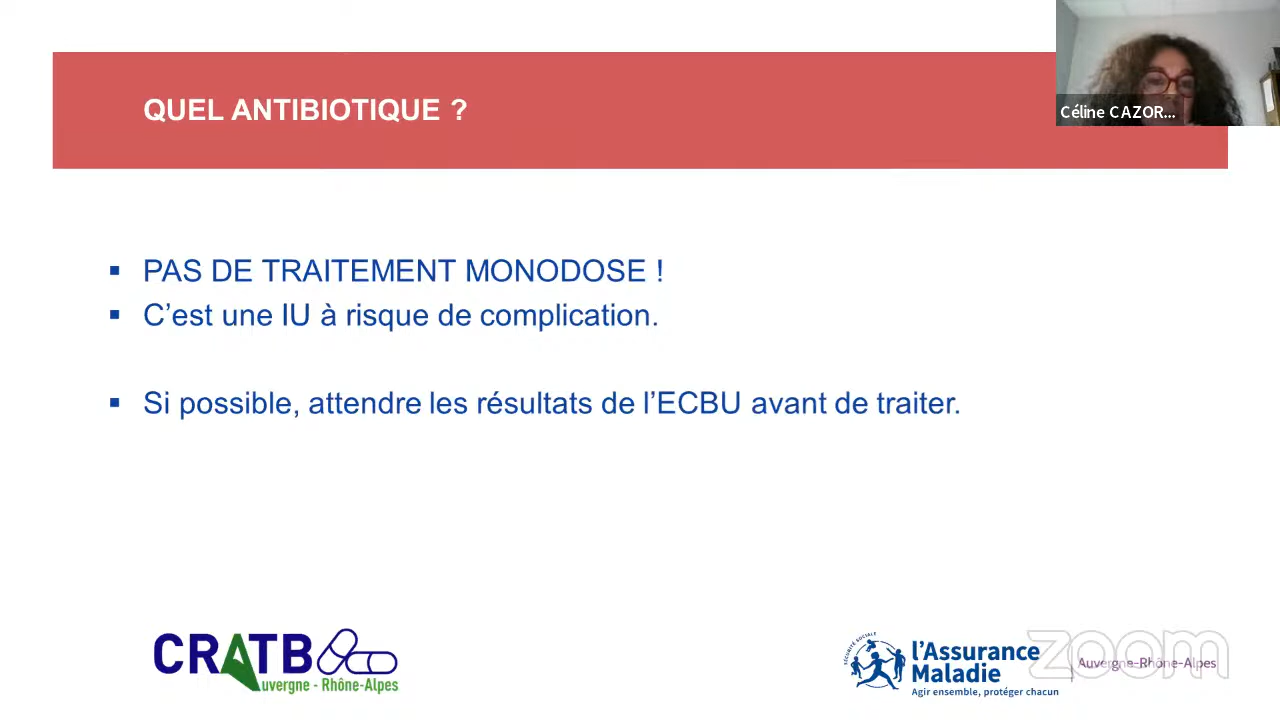 QUEL ANTIBIOTIQUE ?
Céline CAZOR...
▪ PAS DE TRAITEMENT MONODOSE !
▪ C’est une IU à risque de complication.
▪ Si possible, attendre les résultats de l’ECBU avant de traiter.
CRATB
Auvergne - Rhône-Alpes
SÉCURITÉ SOCIALE
l’Assurance
Maladie
Agir ensemble, protéger chacun
Auvergne-Rhône-Alpes
zoom